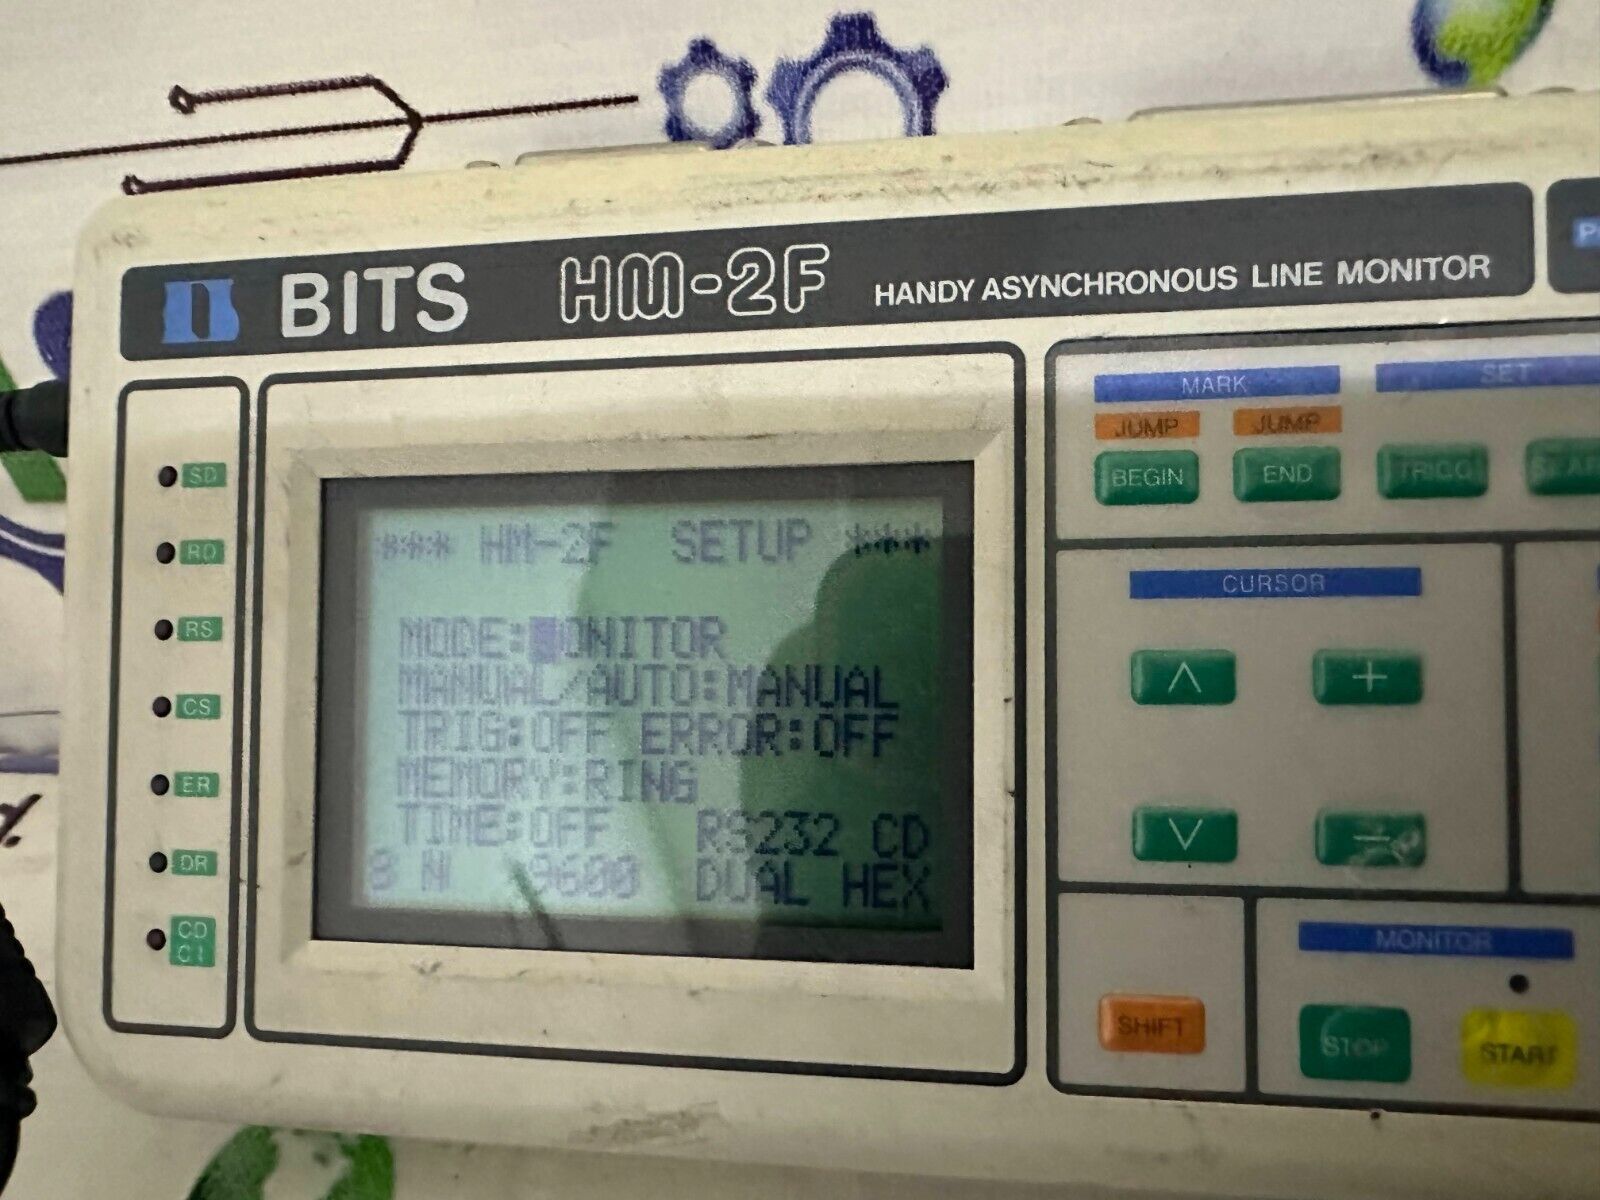 BITS HM-2F HANDY ASYNCHRONOUS LINE MONITOR
SD
RD
RS
CS
ER
DR
CD
CI
*** HM-2F SETUP ***
MODE:MONITOR
MANUAL/AUTO:MANUAL
TRIG:OFF ERROR:OFF
MEMORY:RING
TIME:OFF RS232 CD
8 N 9600 DUAL HEX
MARK SET
JUMP JUMP
BEGIN END TRIGG
CURSOR
+
SHIFT
MONITOR
STOP START